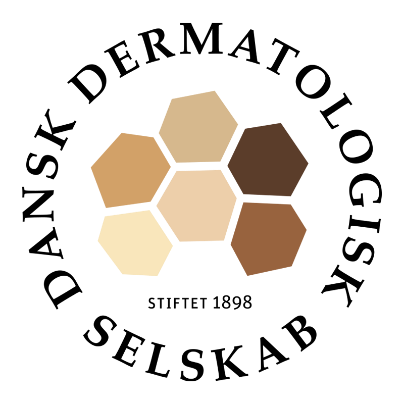 DANSK DERMATOLOGISK SELSKAB
STIFTET 1898